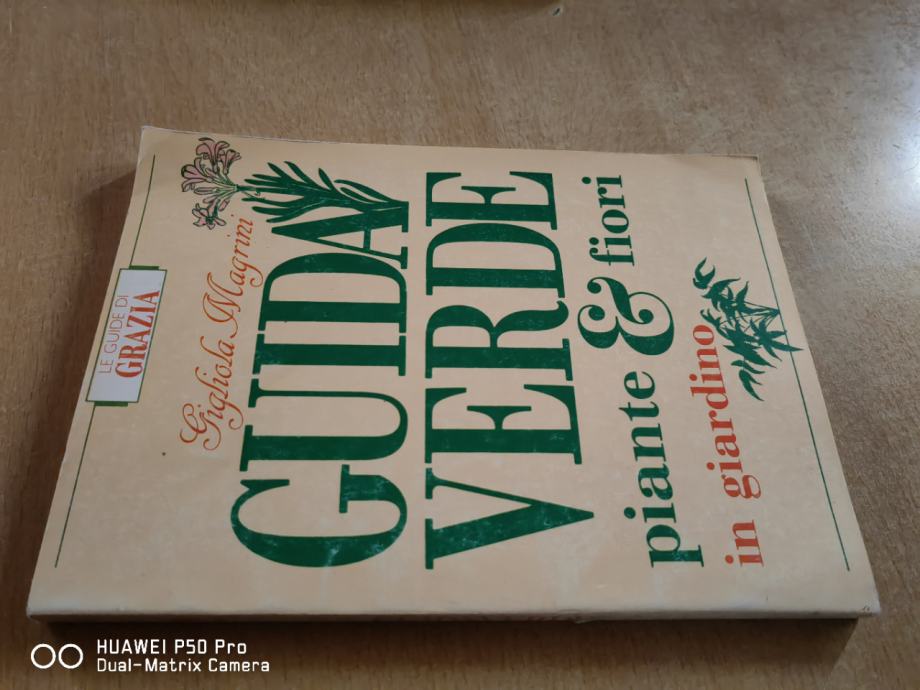 LE GUIDE DI
GRAZIA
Gigliola Magrini
GUIDA
VERDE
piante & fiori
in giardino
HUAWEI P50 Pro
Dual-Matrix Camera